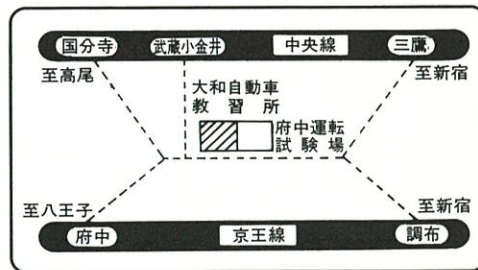 国分寺 武蔵小金井 中央線 三鷹
至高尾 至新宿
大和自動車
教習所
府中運転
試験場
至八王子 至新宿
府中 京王線 調布